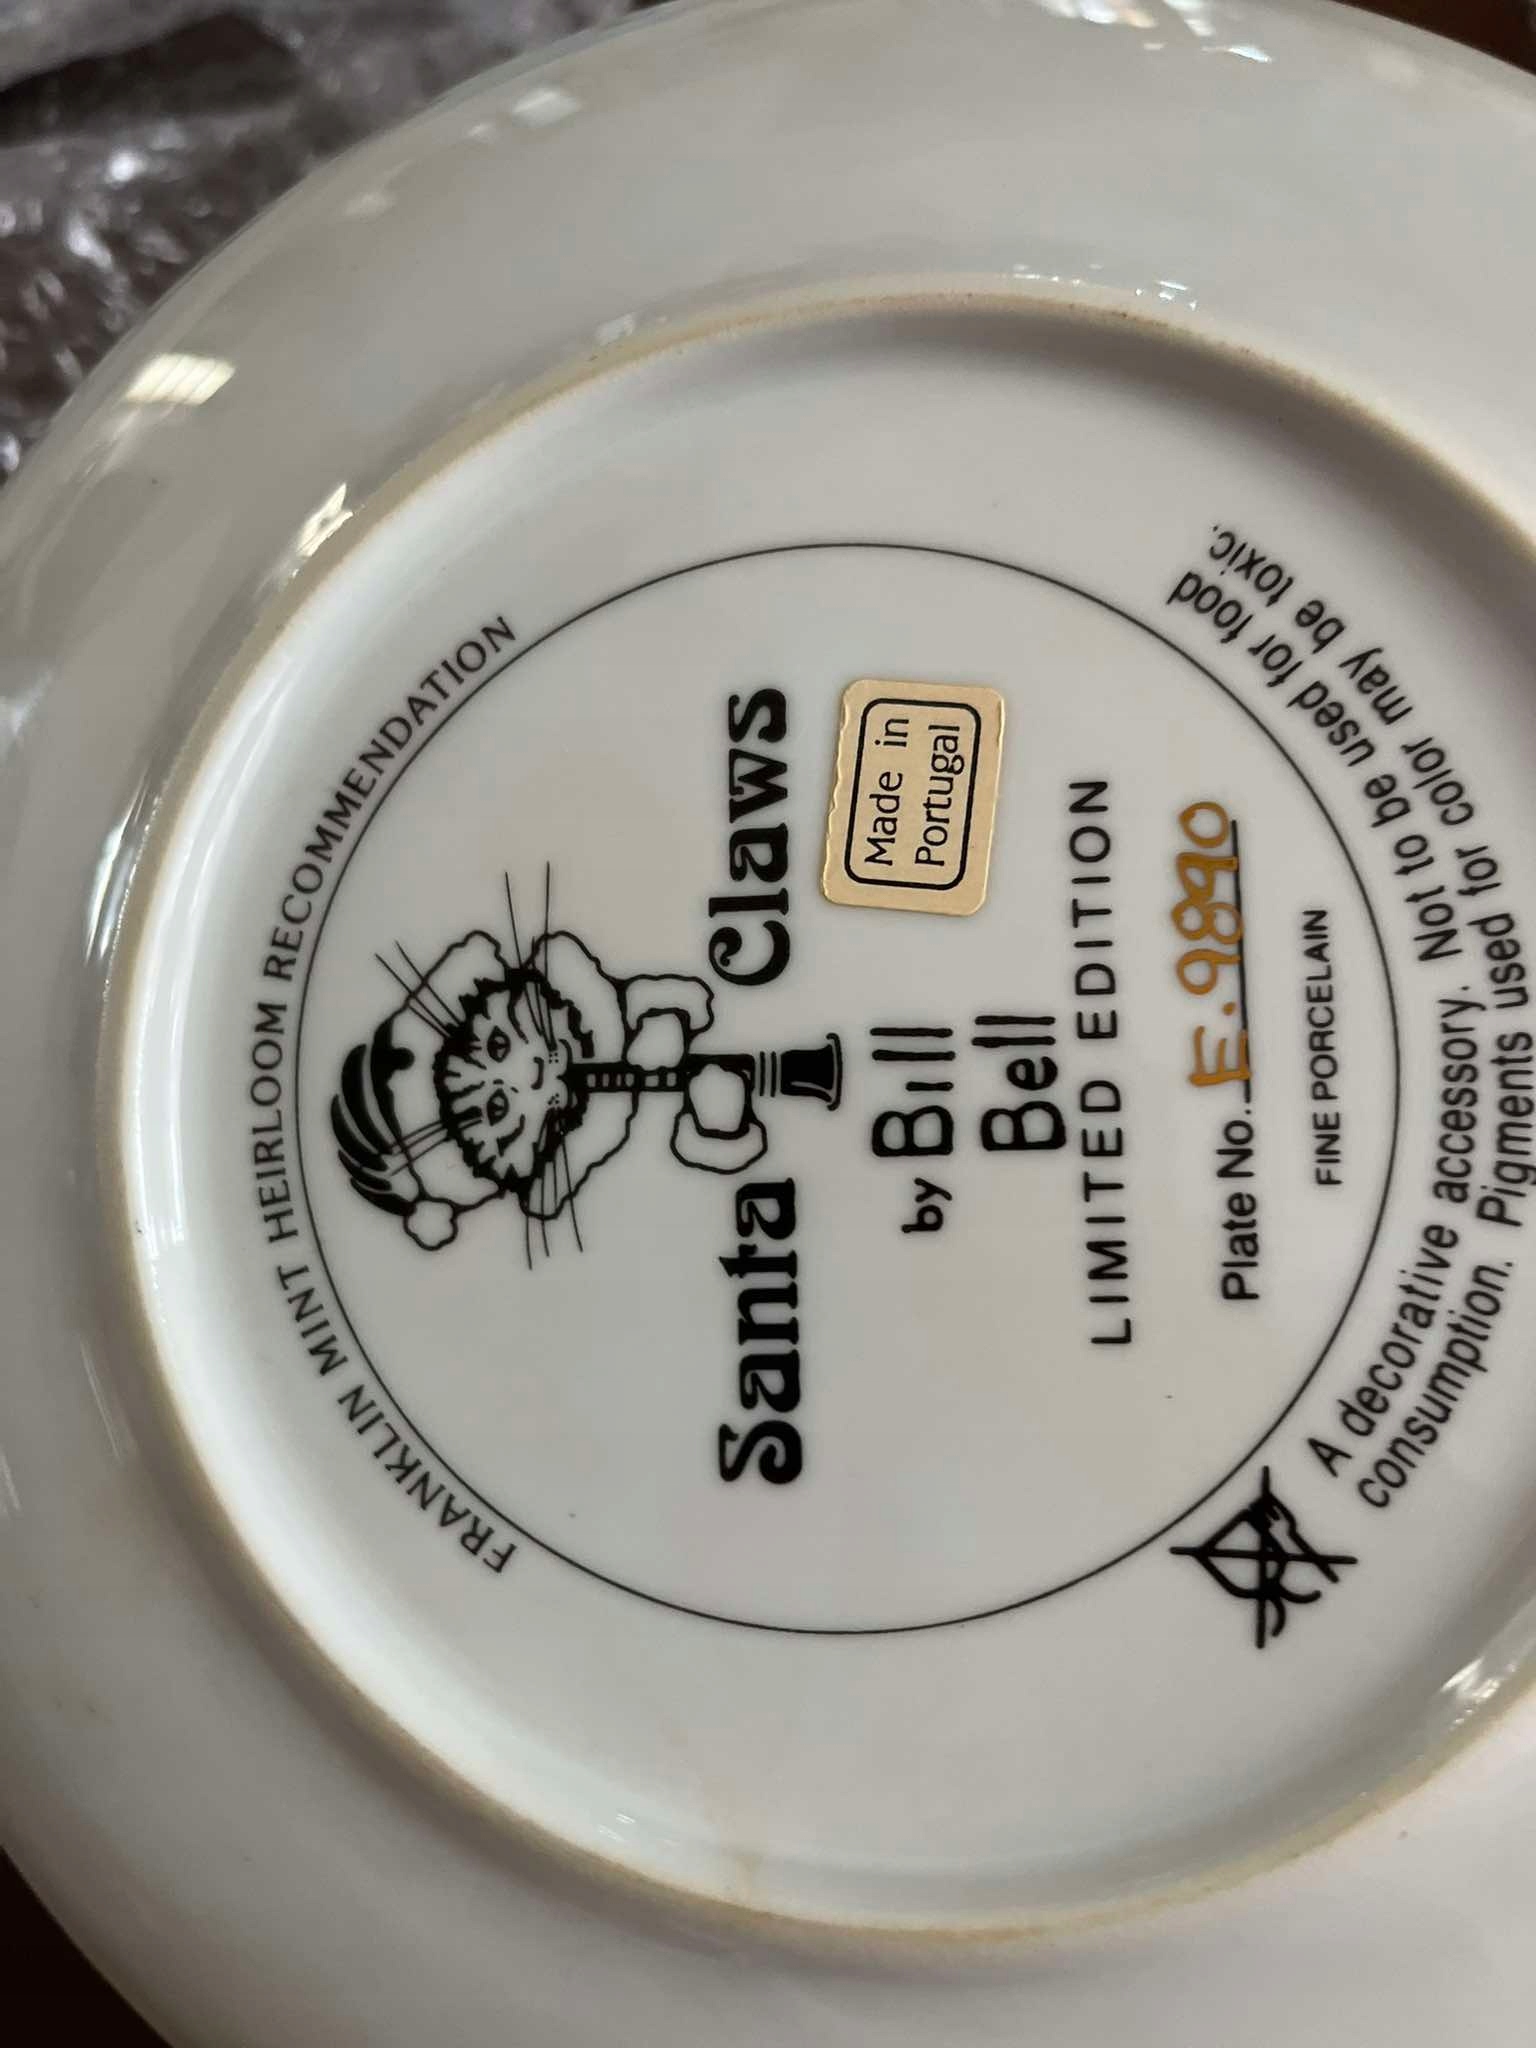 FRANKLIN MINT HEIRLOOM RECOMMENDATION
Santa Claws
by Bill
Bell
Made in
Portugal
LIMITED EDITION
Plate No. E.9890
FINE PORCELAIN
A decorative accessory. Not to be used for food
consumption. Pigments used for color may be toxic.